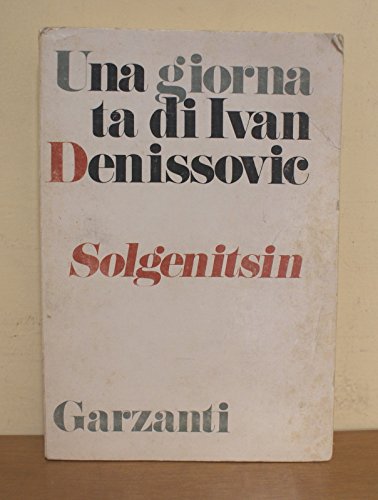 Una giorna
ta di Ivan
Denissovic
Solgenitsin
Garzanti